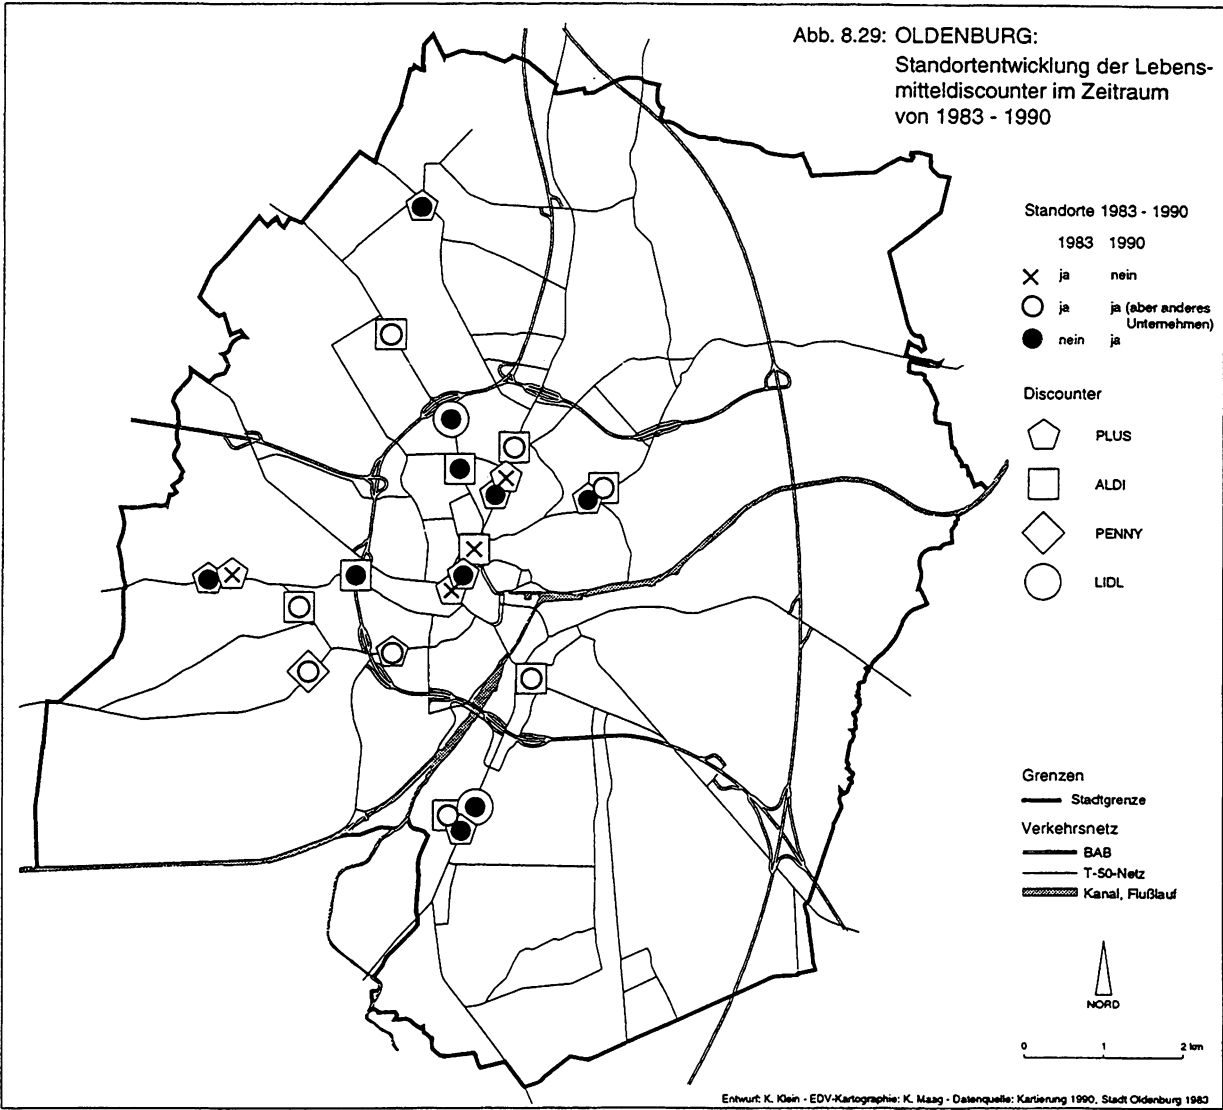 Abb. 8.29: OLDENBURG:
Standortentwicklung der Lebens-
mitteldiscounter im Zeitraum
von 1983 - 1990
Standorte 1983 - 1990
1983 1990
ja nein
ja ja (aber anderes
Unternehmen)
nein ja
Discounter
PLUS
ALDI
PENNY
LIDL
Grenzen
Stadtgrenze
Verkehrsnetz
BAB
T-50-Netz
Kanal, Flußlauf
NORD
0 1 2 km
Entwurf: K. Klein - EDV-Kartographie: K. Maag - Datenquelle: Kartierung 1990, Stadt Oldenburg 1983